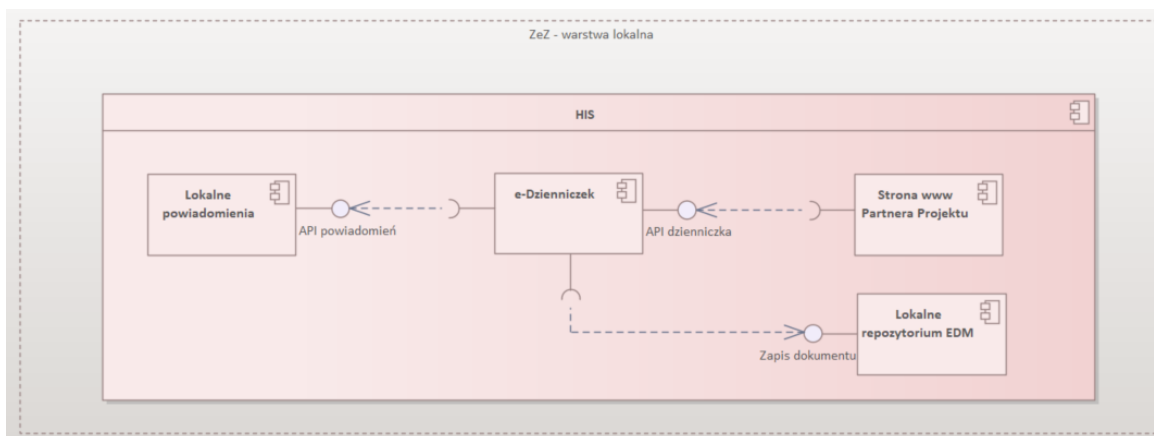 ZeZ - warstwa lokalna
HIS
Lokalne
powiadomienia
API powiadomień
e-Dzienniczek
API dzienniczka
Strona www
Partnera Projektu
Lokalne
repozytorium EDM
Zapis dokumentu